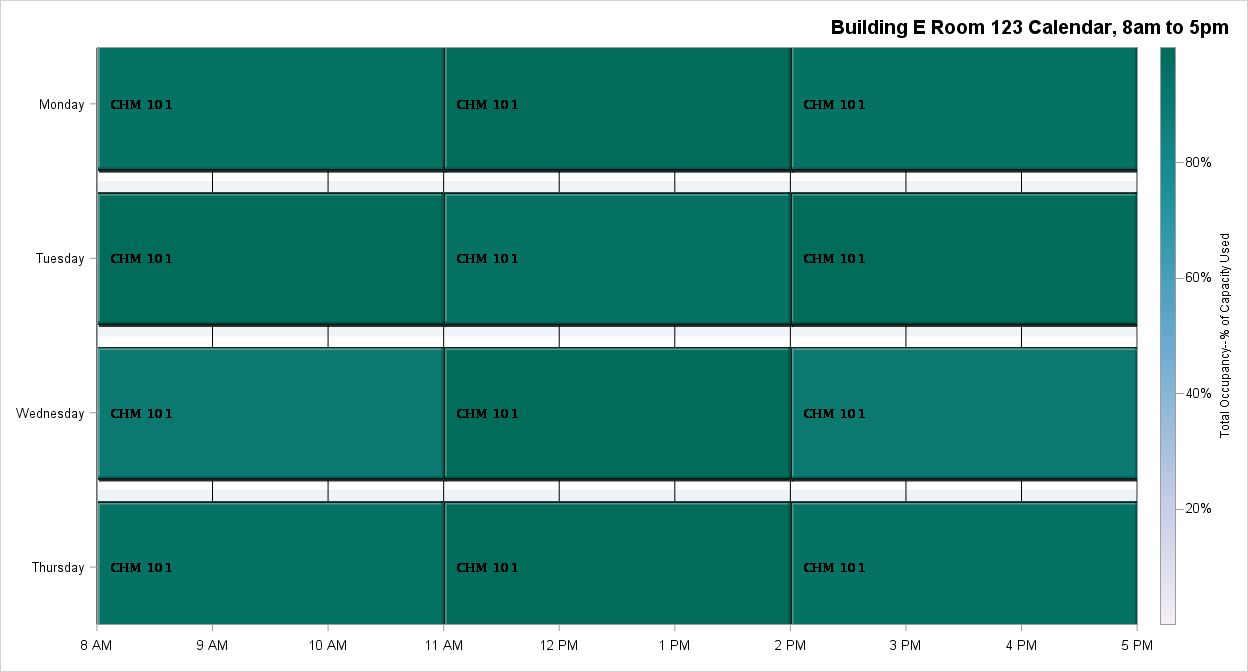 Building E Room 123 Calendar, 8am to 5pm
Monday
CHM 101
CHM 101
CHM 101
Tuesday
CHM 101
CHM 101
CHM 101
Wednesday
CHM 101
CHM 101
CHM 101
Thursday
CHM 101
CHM 101
CHM 101
8 AM
9 AM
10 AM
11 AM
12 PM
1 PM
2 PM
3 PM
4 PM
5 PM
80%
60%
40%
20%
Total Occupancy--% of Capacity Used